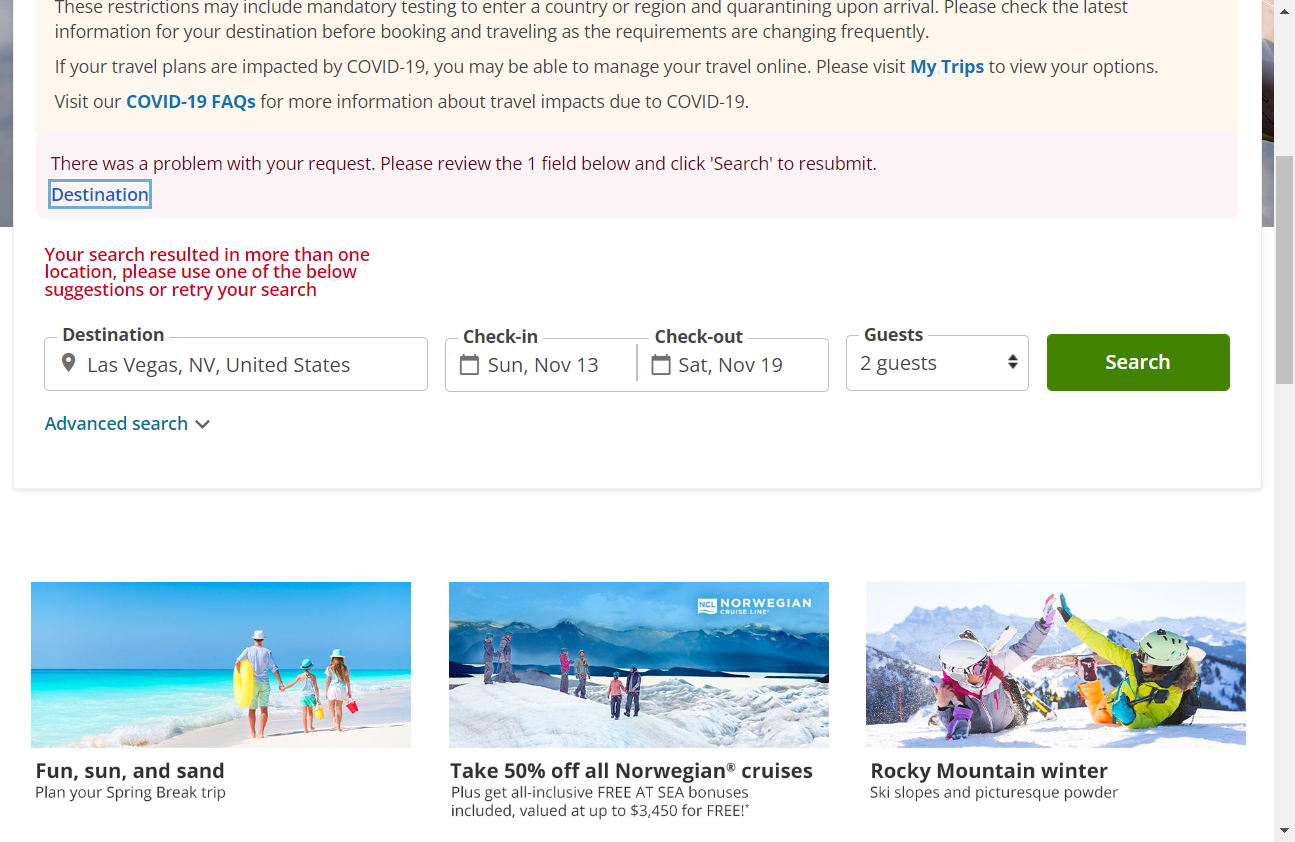 These restrictions may include mandatory testing to enter a country or region and quarantining upon arrival. Please check the latest
information for your destination before booking and traveling as the requirements are changing frequently.
If your travel plans are impacted by COVID-19, you may be able to manage your travel online. Please visit My Trips to view your options.
Visit our COVID-19 FAQs for more information about travel impacts due to COVID-19.
There was a problem with your request. Please review the 1 field below and click 'Search' to resubmit.
Destination
Your search resulted in more than one
location, please use one of the below
suggestions or retry your search
Destination
Las Vegas, NV, United States
Check-in
Sun, Nov 13
Check-out
Sat, Nov 19
Guests
2 guests
Search
Advanced search
NCL NORWEGIAN
CRUISE LINE®
Fun, sun, and sand
Plan your Spring Break trip
Take 50% off all Norwegian® cruises
Plus get all-inclusive FREE AT SEA bonuses
included, valued at up to $3,450 for FREE!*
Rocky Mountain winter
Ski slopes and picturesque powder